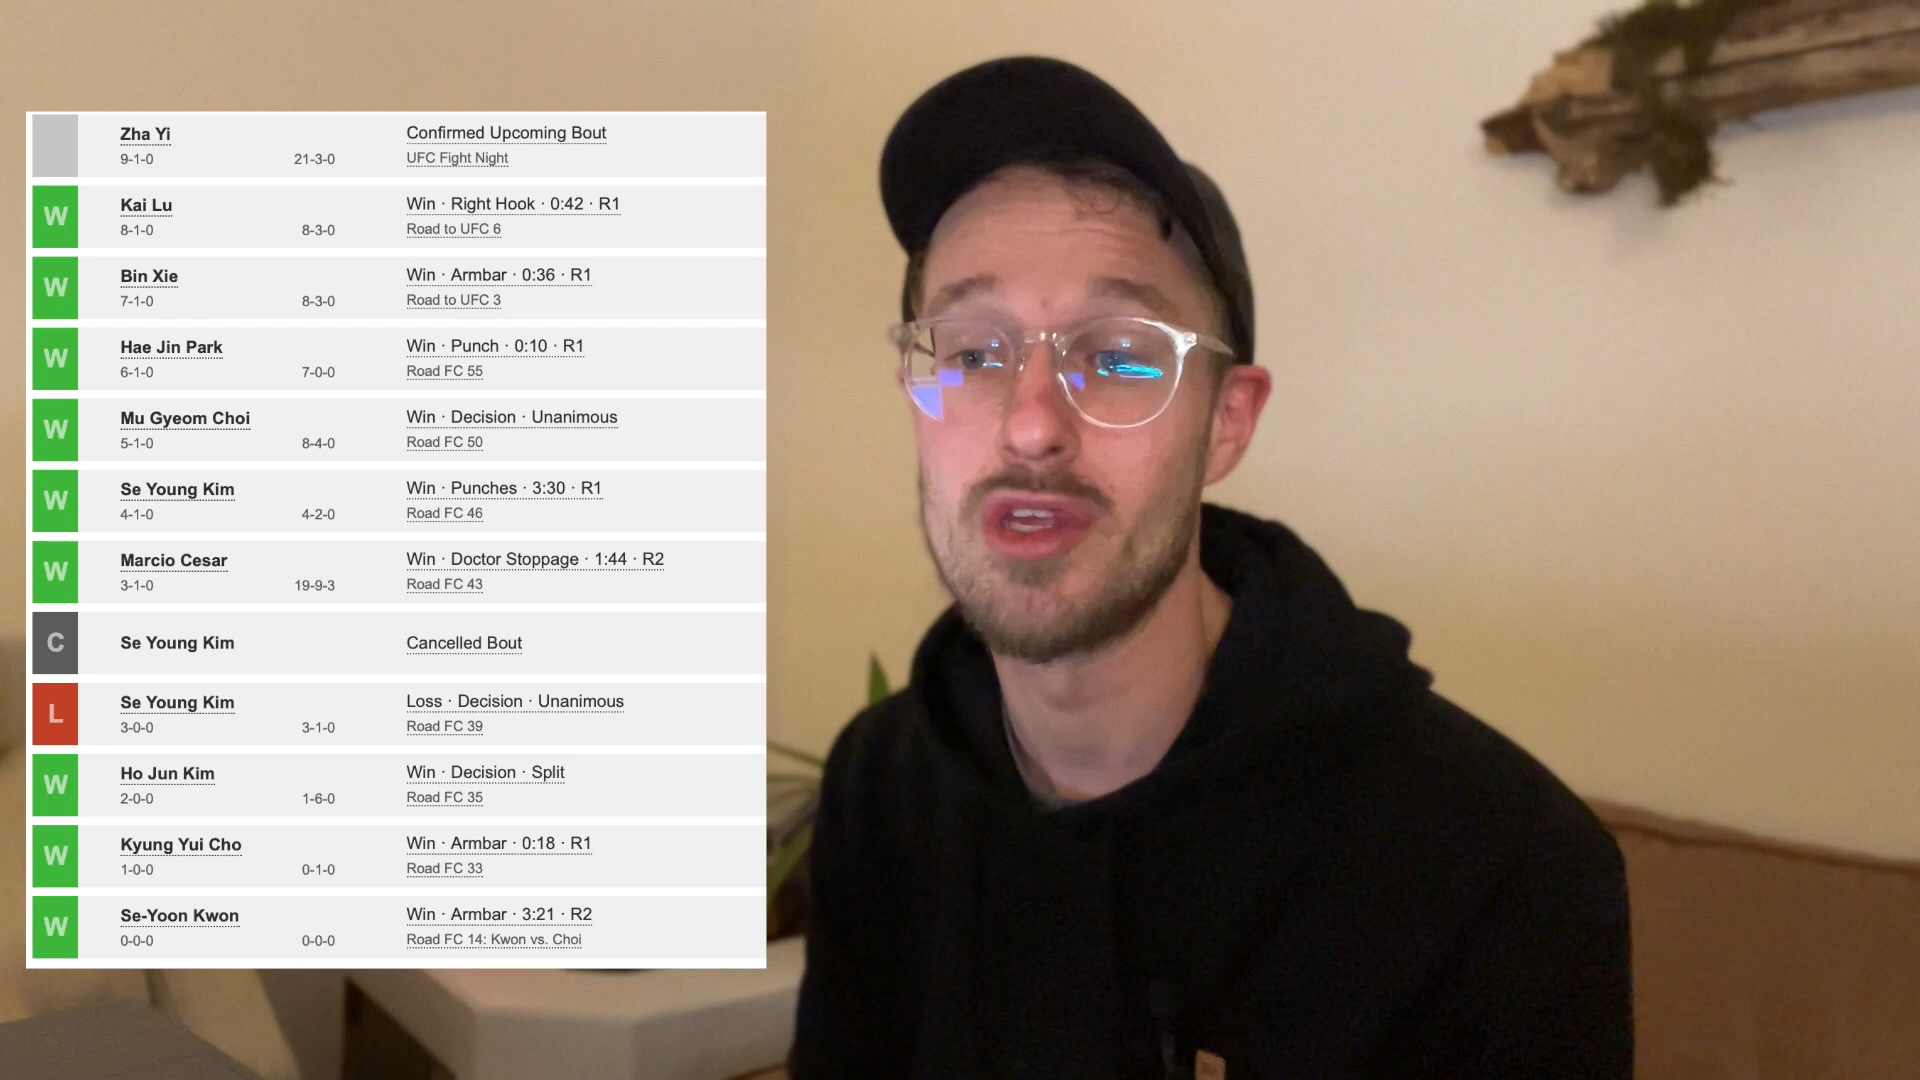 Zha Yi Confirmed Upcoming Bout
9-1-0 21-3-0 UFC Fight Night
W Kai Lu Win · Right Hook · 0:42 · R1
8-1-0 8-3-0 Road to UFC 6
W Bin Xie Win · Armbar · 0:36 · R1
7-1-0 8-3-0 Road to UFC 3
W Hae Jin Park Win · Punch · 0:10 · R1
6-1-0 7-0-0 Road FC 55
W Mu Gyeom Choi Win · Decision · Unanimous
5-1-0 8-4-0 Road FC 50
W Se Young Kim Win · Punches · 3:30 · R1
4-1-0 4-2-0 Road FC 46
W Marcio Cesar Win · Doctor Stoppage · 1:44 · R2
3-1-0 19-9-3 Road FC 43
C Se Young Kim Cancelled Bout
L Se Young Kim Loss · Decision · Unanimous
3-0-0 3-1-0 Road FC 39
W Ho Jun Kim Win · Decision · Split
2-0-0 1-6-0 Road FC 35
W Kyung Yui Cho Win · Armbar · 0:18 · R1
1-0-0 0-1-0 Road FC 33
W Se-Yoon Kwon Win · Armbar · 3:21 · R2
0-0-0 0-0-0 Road FC 14: Kwon vs. Choi